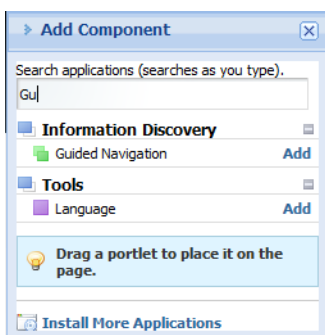 Add Component
Search applications (searches as you type).
Gu
Information Discovery
Guided Navigation Add
Tools
Language Add
Drag a portlet to place it on the
page.
Install More Applications